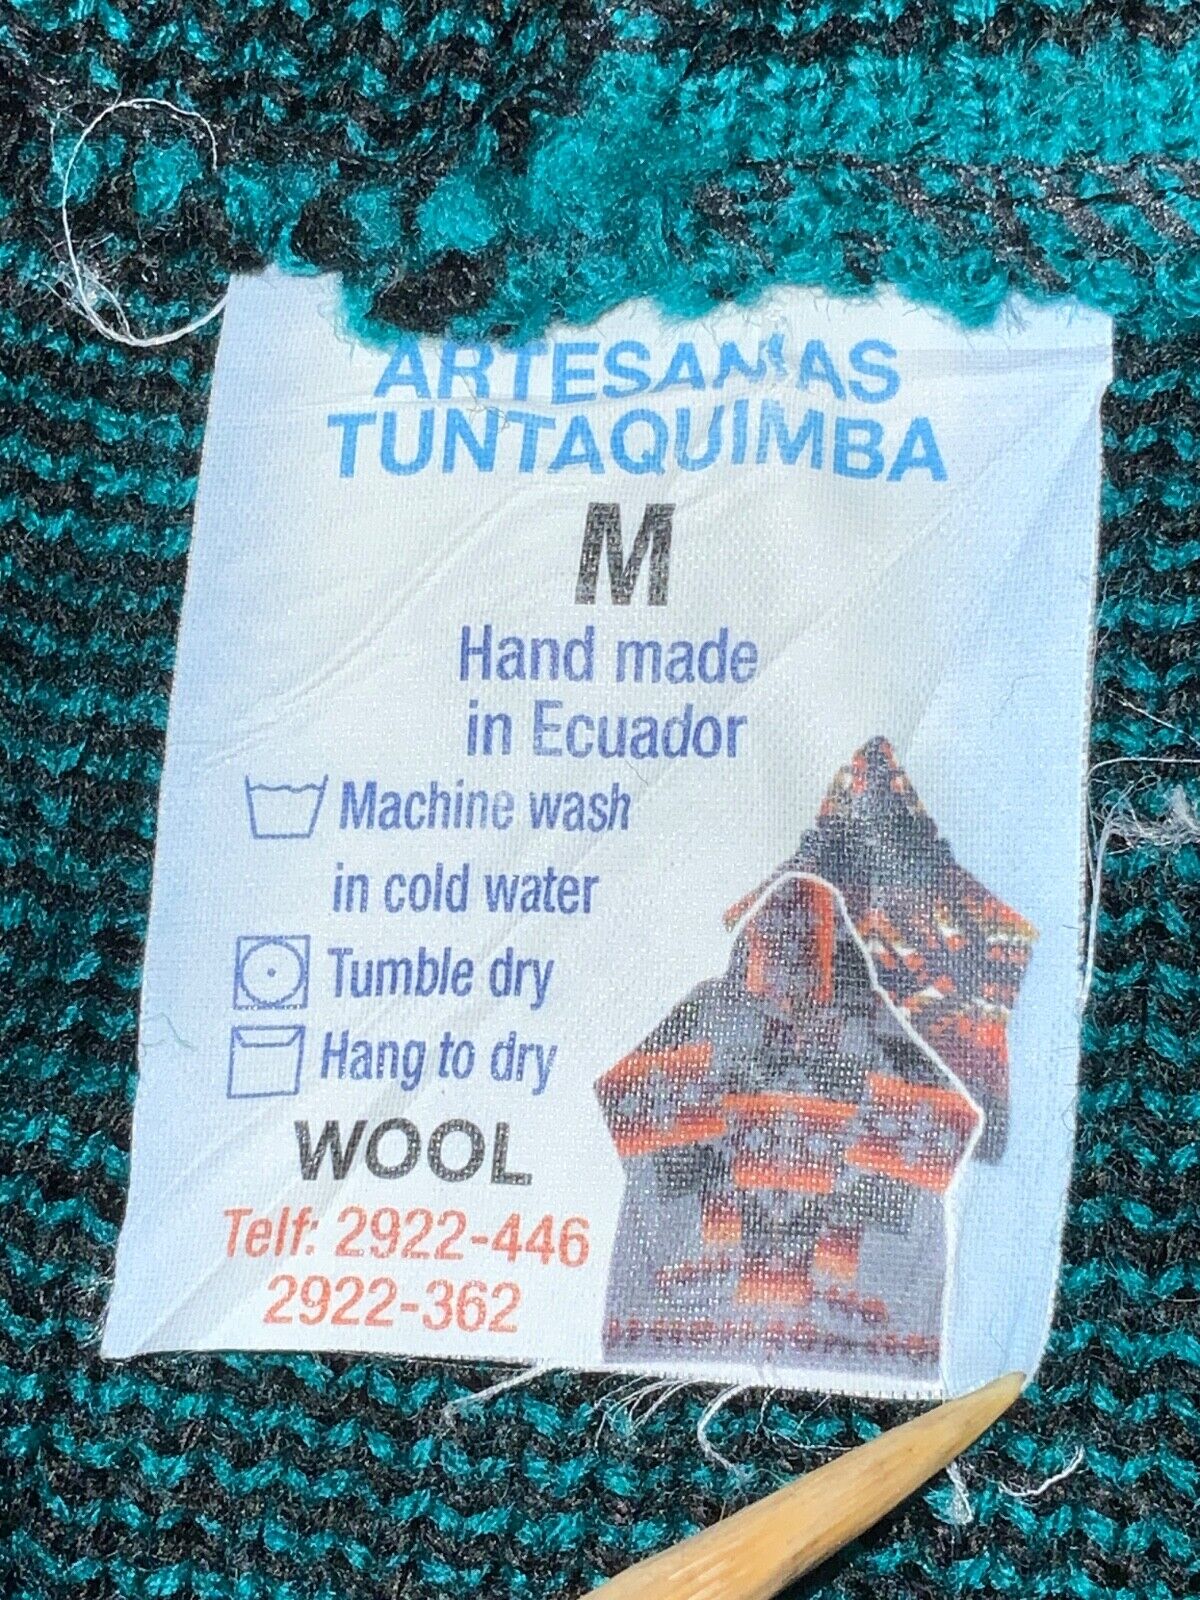 ARTESANIAS
TUNTAQUIMBA
M
Hand made
in Ecuador
Machine wash
in cold water
Tumble dry
Hang to dry
WOOL
Telf: 2922-446
2922-362